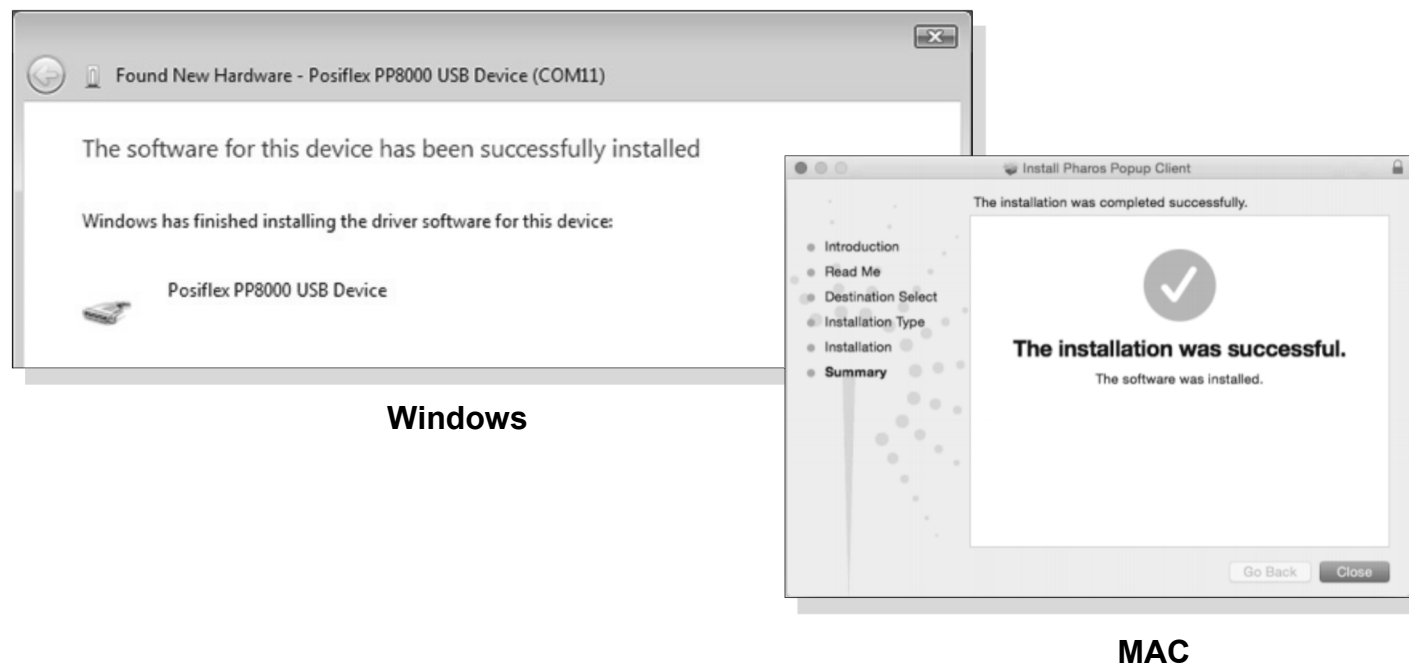 Found New Hardware - Posiflex PP8000 USB Device (COM11)
The software for this device has been successfully installed
Windows has finished installing the driver software for this device:
Posiflex PP8000 USB Device
Windows
Install Pharos Popup Client
The installation was completed successfully.
Introduction
Read Me
Destination Select
Installation Type
Installation
Summary
The installation was successful.
The software was installed.
Go Back
Close
MAC